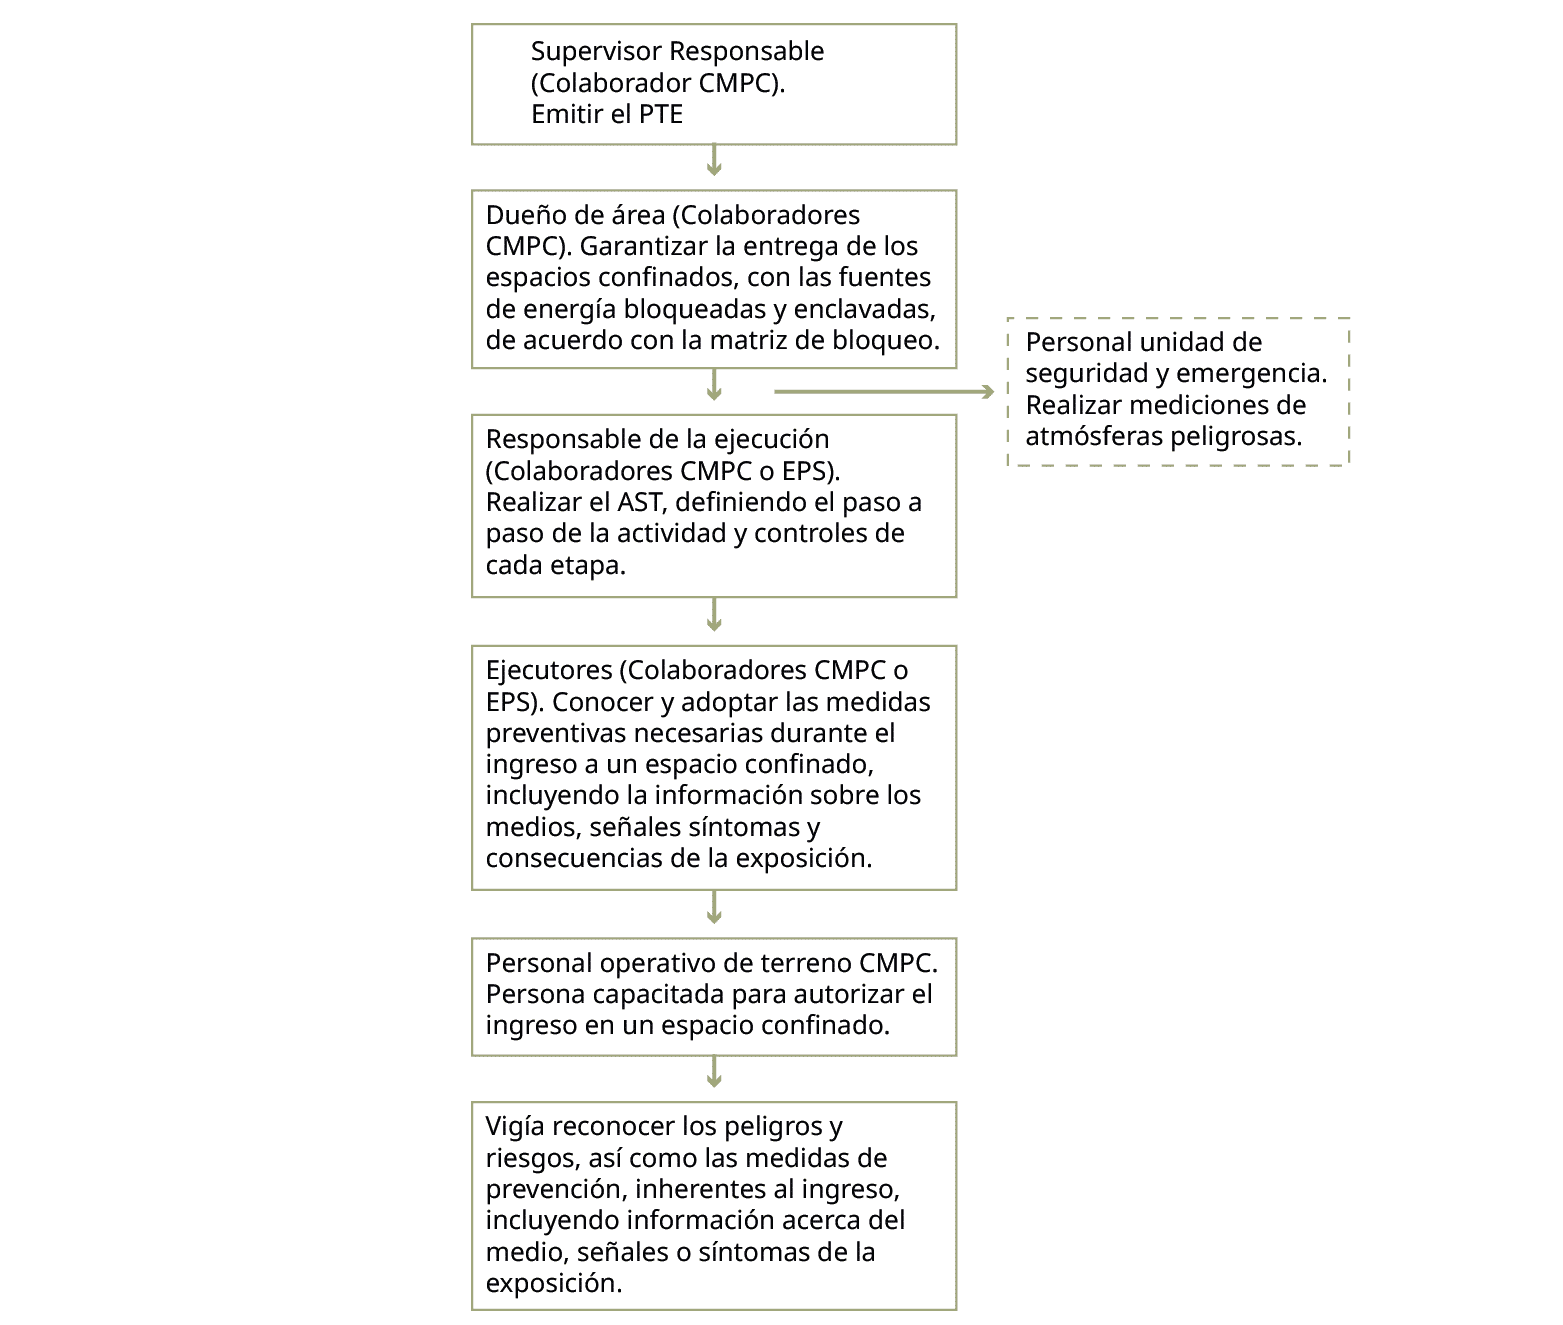 Supervisor Responsable
(Colaborador CMPC).
Emitir el PTE
Dueño de área (Colaboradores
CMPC). Garantizar la entrega de los
espacios confinados, con las fuentes
de energía bloqueadas y enclavadas,
de acuerdo con la matriz de bloqueo.
Personal unidad de
seguridad y emergencia.
Realizar mediciones de
atmósferas peligrosas.
Responsable de la ejecución
(Colaboradores CMPC o EPS).
Realizar el AST, definiendo el paso a
paso de la actividad y controles de
cada etapa.
Ejecutores (Colaboradores CMPC o
EPS). Conocer y adoptar las medidas
preventivas necesarias durante el
ingreso a un espacio confinado,
incluyendo la información sobre los
medios, señales síntomas y
consecuencias de la exposición.
Personal operativo de terreno CMPC.
Persona capacitada para autorizar el
ingreso en un espacio confinado.
Vigía reconocer los peligros y
riesgos, así como las medidas de
prevención, inherentes al ingreso,
incluyendo información acerca del
medio, señales o síntomas de la
exposición.